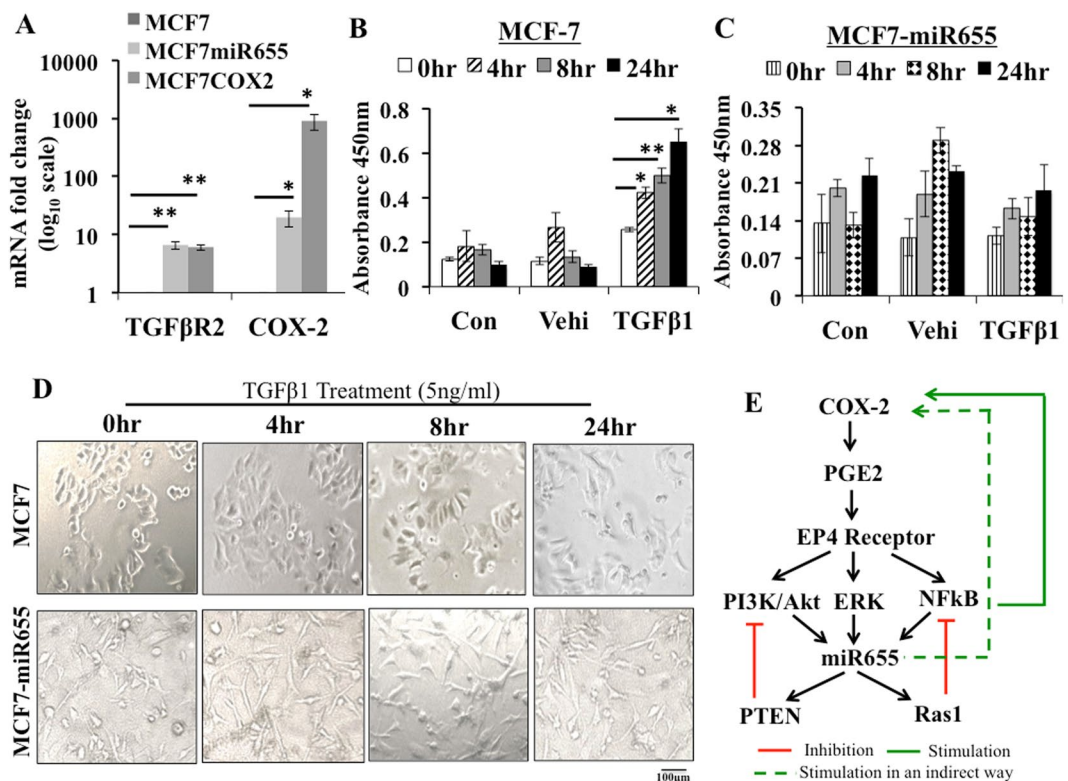 A
MCF7
MCF7miR655
MCF7COX2
10000
1000
100
10
1
mRNA fold change
(log10 scale)
**
**
*
*
TGFβR2 COX-2
B
MCF-7
0hr 4hr 8hr 24hr
0.8
0.6
0.4
0.2
0
Absorbance 450nm
*
**
*
Con Vehi TGFβ1
C
MCF7-miR655
0hr 4hr 8hr 24hr
0.35
0.28
0.21
0.14
0.07
0
Absorbance 450nm
Con Vehi TGFβ1
D
TGFβ1 Treatment (5ng/ml)
0hr 4hr 8hr 24hr
MCF7
MCF7-miR655
100µm
E
COX-2
PGE2
EP4 Receptor
PI3K/Akt ERK NFkB
miR655
PTEN Ras1
Inhibition Stimulation
Stimulation in an indirect way